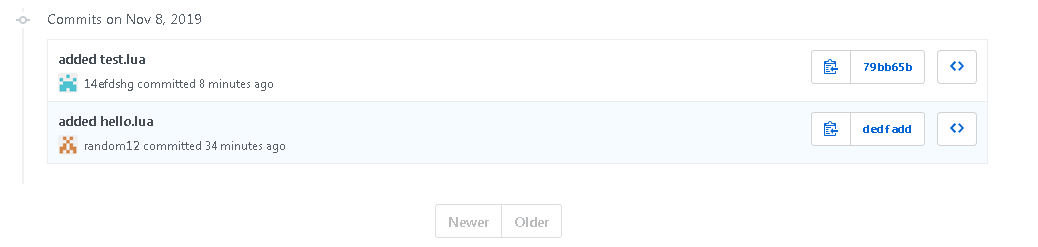 Commits on Nov 8, 2019
added test.lua
14efdshg committed 8 minutes ago
79bb65b
<>
added hello.lua
random12 committed 34 minutes ago
dedfadd
<>
Newer Older